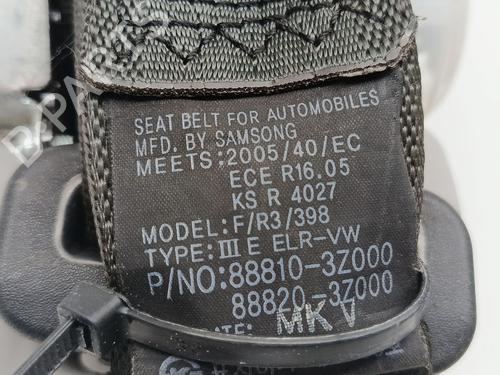 SEAT BELT FOR AUTOMOBILES
MFD. BY SAMSONG
MEETS:2005/40/EC
ECE R16.05
KS R 4027
MODEL:F/R3/398
TYPE:III E ELR-VW
P/NO:88810-3Z000
88820-3Z000
MKV